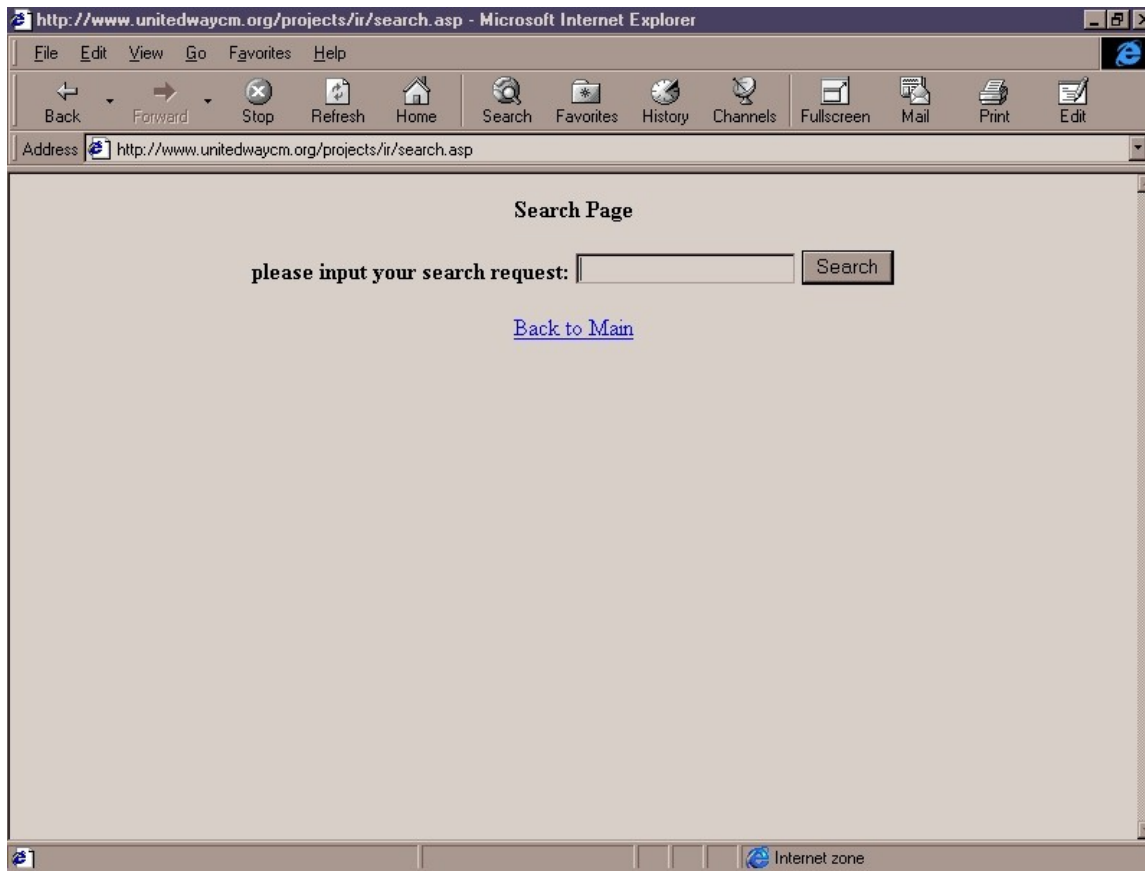 http://www.unitedwaycm.org/projects/ir/search.asp - Microsoft Internet Explorer
File Edit View Go Favorites Help
Back Forward Stop Refresh Home Search Favorites History Channels Fullscreen Mail Print Edit
Address http://www.unitedwaycm.org/projects/ir/search.asp
Search Page
please input your search request: Search
Back to Main
Internet zone